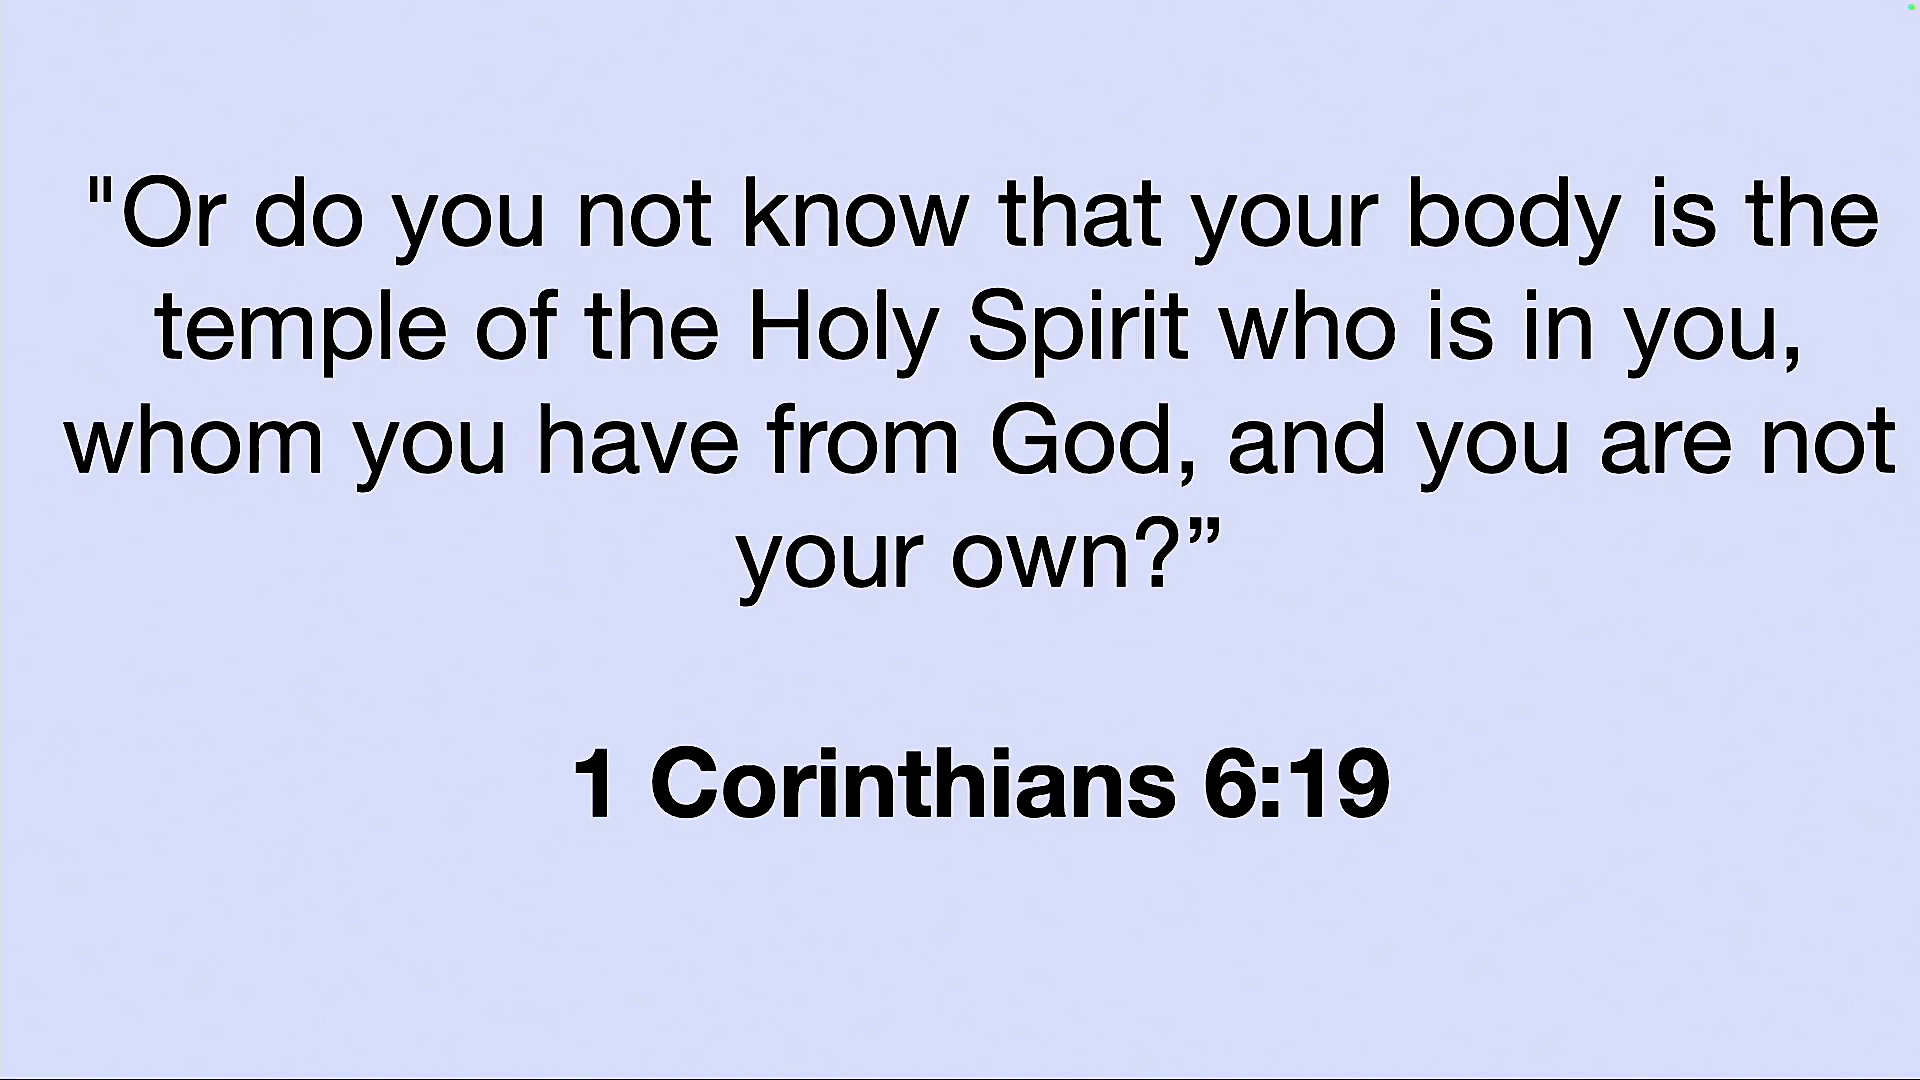 "Or do you not know that your body is the
temple of the Holy Spirit who is in you,
whom you have from God, and you are not
your own?”
1 Corinthians 6:19